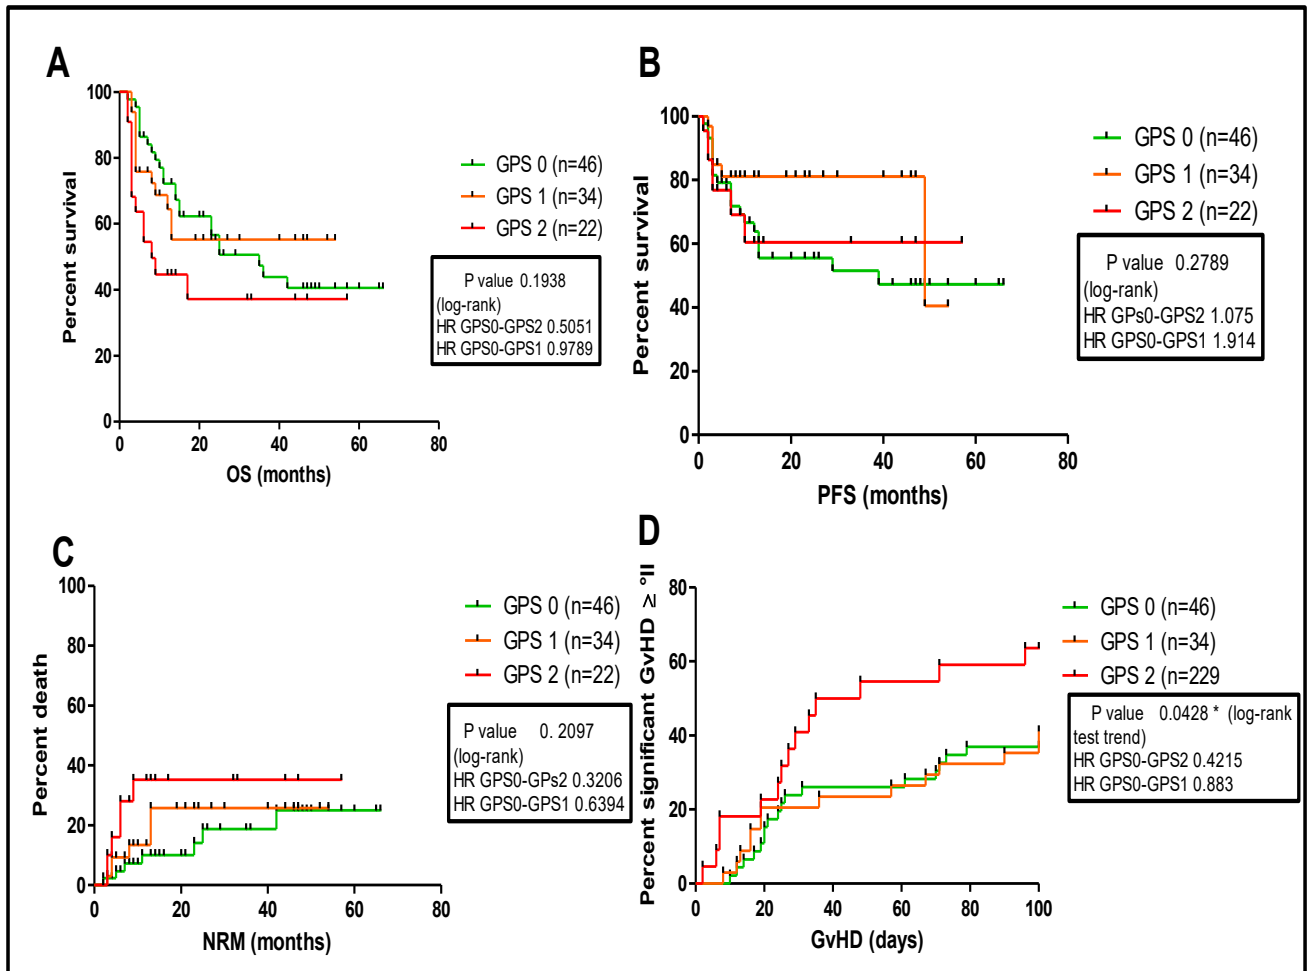 A
100
80
60
40
20
0
Percent survival
0 20 40 60 80
OS (months)
GPS 0 (n=46)
GPS 1 (n=34)
GPS 2 (n=22)
P value 0.1938
(log-rank)
HR GPS0-GPS2 0.5051
HR GPS0-GPS1 0.9789
B
100
80
60
40
20
0
Percent survival
0 20 40 60 80
PFS (months)
GPS 0 (n=46)
GPS 1 (n=34)
GPS 2 (n=22)
P value 0.2789
(log-rank)
HR GPs0-GPS2 1.075
HR GPS0-GPS1 1.914
C
100
80
60
40
20
0
Percent death
0 20 40 60 80
NRM (months)
GPS 0 (n=46)
GPS 1 (n=34)
GPS 2 (n=22)
P value 0. 2097
(log-rank)
HR GPS0-GPs2 0.3206
HR GPS0-GPS1 0.6394
D
80
60
40
20
0
Percent significant GvHD ≥ °II
0 20 40 60 80 100
GvHD (days)
GPS 0 (n=46)
GPS 1 (n=34)
GPS 2 (n=229
P value 0.0428 * (log-rank
test trend)
HR GPS0-GPS2 0.4215
HR GPS0-GPS1 0.883